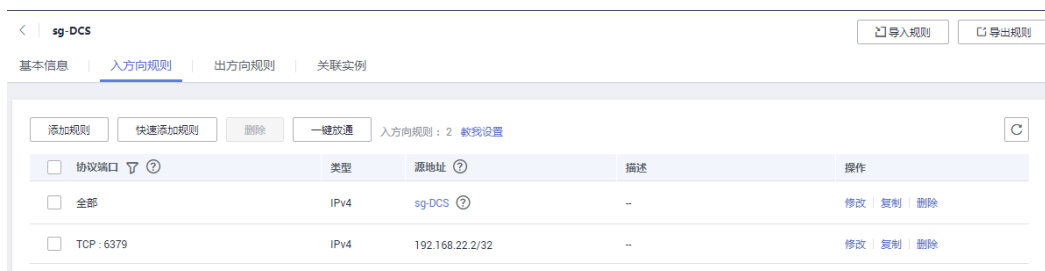 sg-DCS 导入规则 导出规则
基本信息 入方向规则 出方向规则 关联实例
添加规则 快速添加规则 删除 一键放通 入方向规则：2 教我设置
协议端口 类型 源地址 描述 操作
全部 IPv4 sg-DCS -- 修改 复制 删除
TCP : 6379 IPv4 192.168.22.2/32 -- 修改 复制 删除